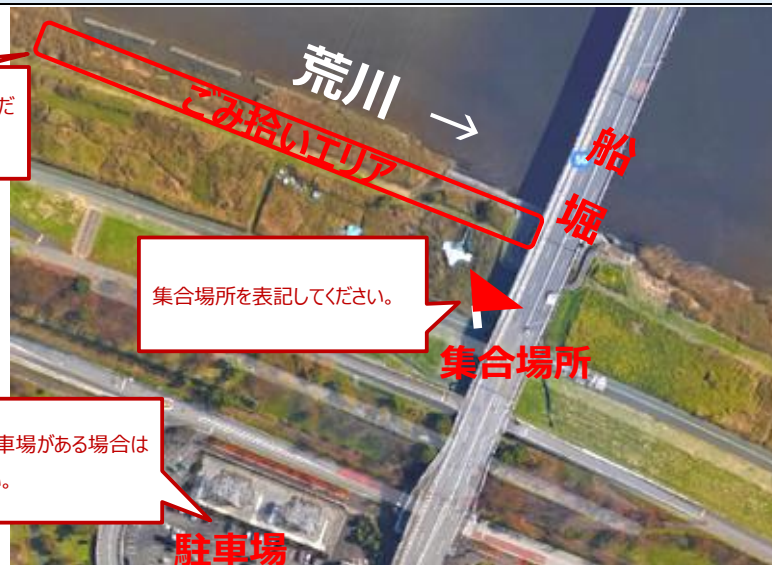 荒川 →
ごみ拾いエリア
だ
船
堀
集合場所を表記してください。
集合場所
車場がある場合は
い。
駐車場